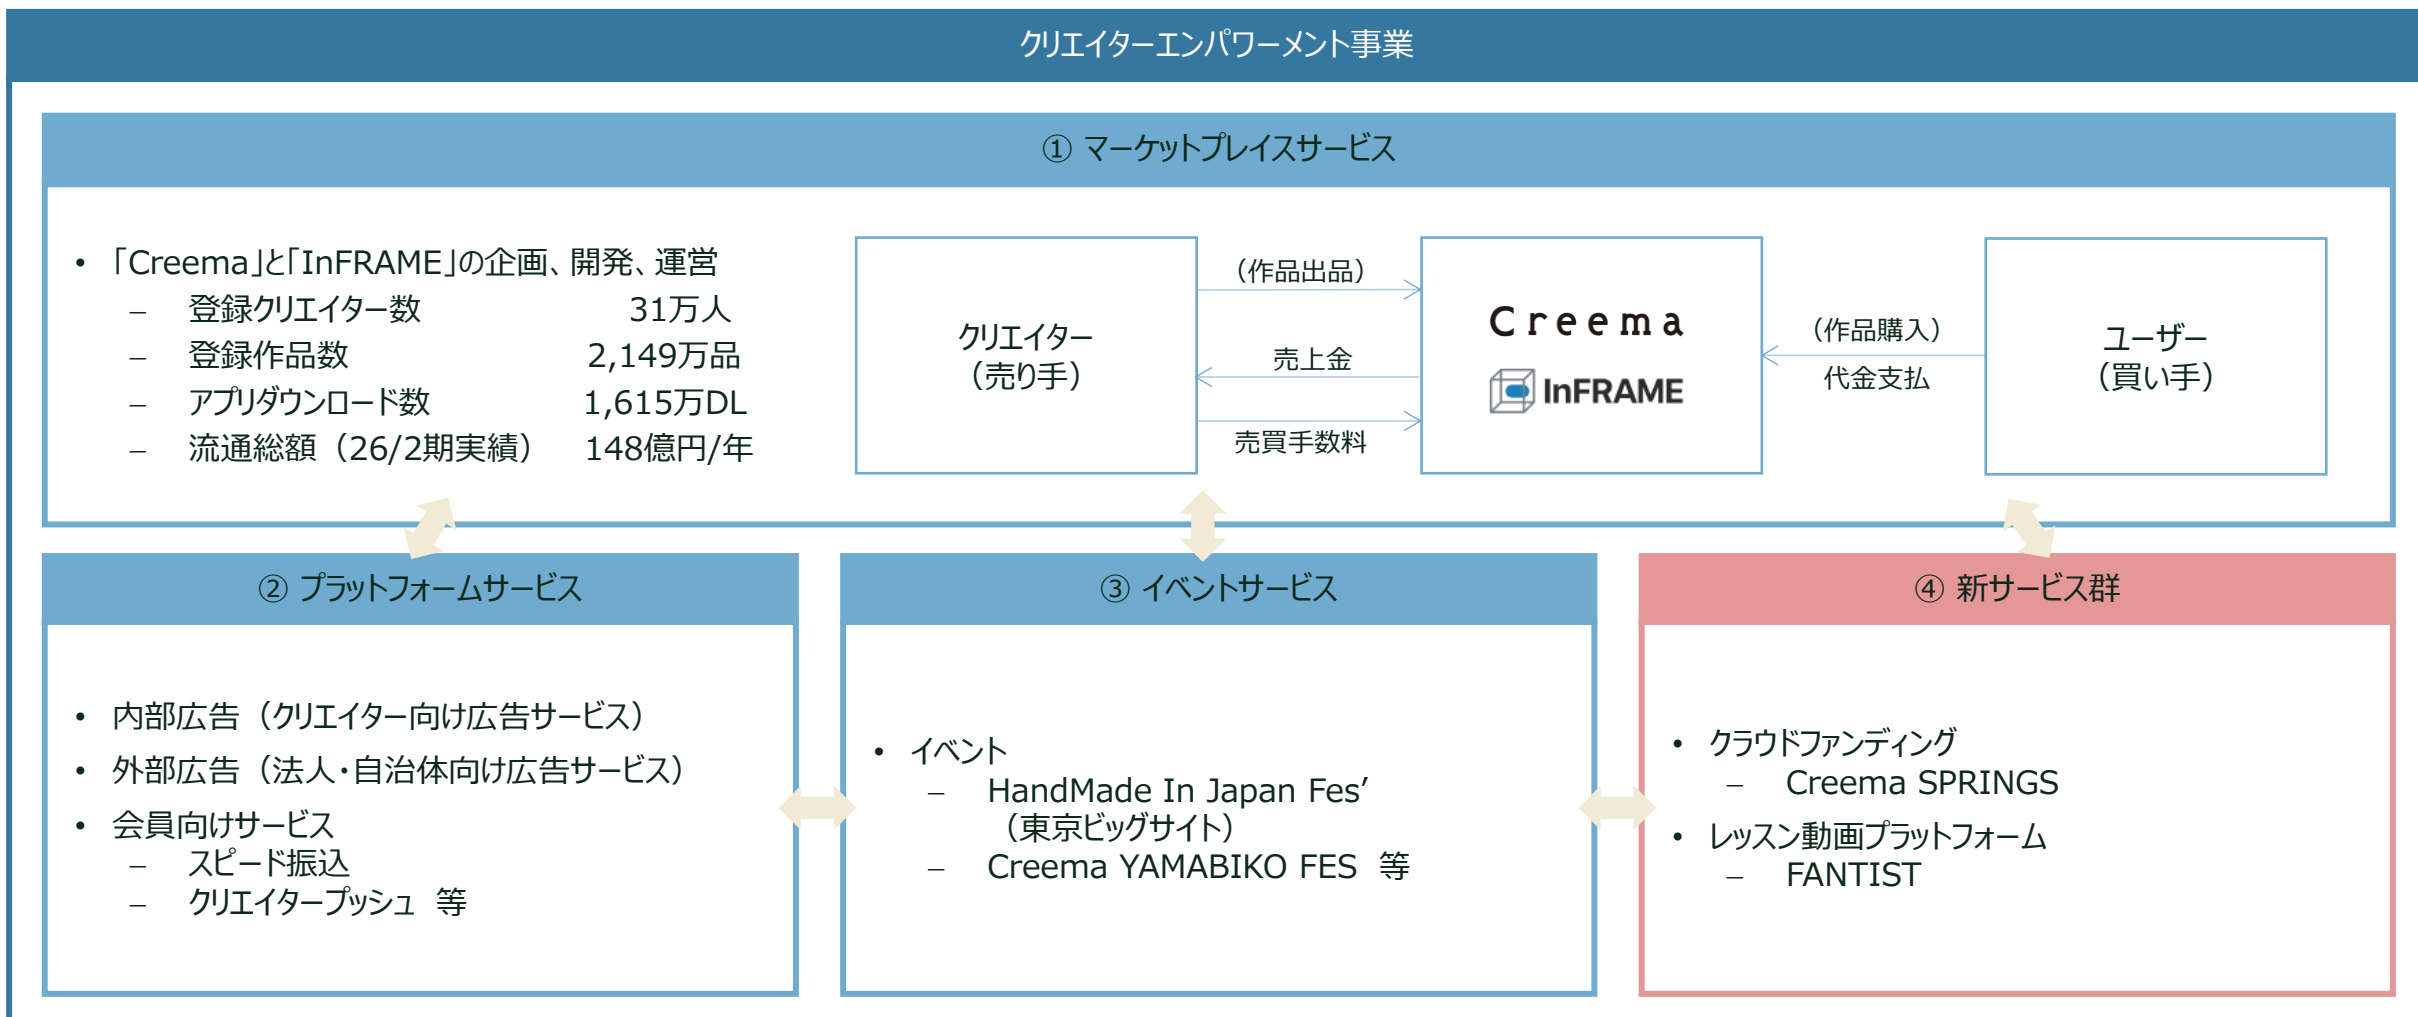 クリエイターエンパワーメント事業
① マーケットプレイスサービス
• 「Creema」と「InFRAME」の企画、開発、運営
– 登録クリエイター数 31万人
– 登録作品数 2,149万品
– アプリダウンロード数 1,615万DL
– 流通総額（26/2期実績） 148億円/年
クリエイター
（売り手）
（作品出品）
売上金
売買手数料
Creema
InFRAME
（作品購入）
代金支払
ユーザー
（買い手）
② プラットフォームサービス
• 内部広告（クリエイター向け広告サービス）
• 外部広告（法人・自治体向け広告サービス）
• 会員向けサービス
– スピード振込
– クリエイタープッシュ 等
③ イベントサービス
• イベント
– HandMade In Japan Fes’
（東京ビッグサイト）
– Creema YAMABIKO FES 等
④ 新サービス群
• クラウドファンディング
– Creema SPRINGS
• レッスン動画プラットフォーム
– FANTIST